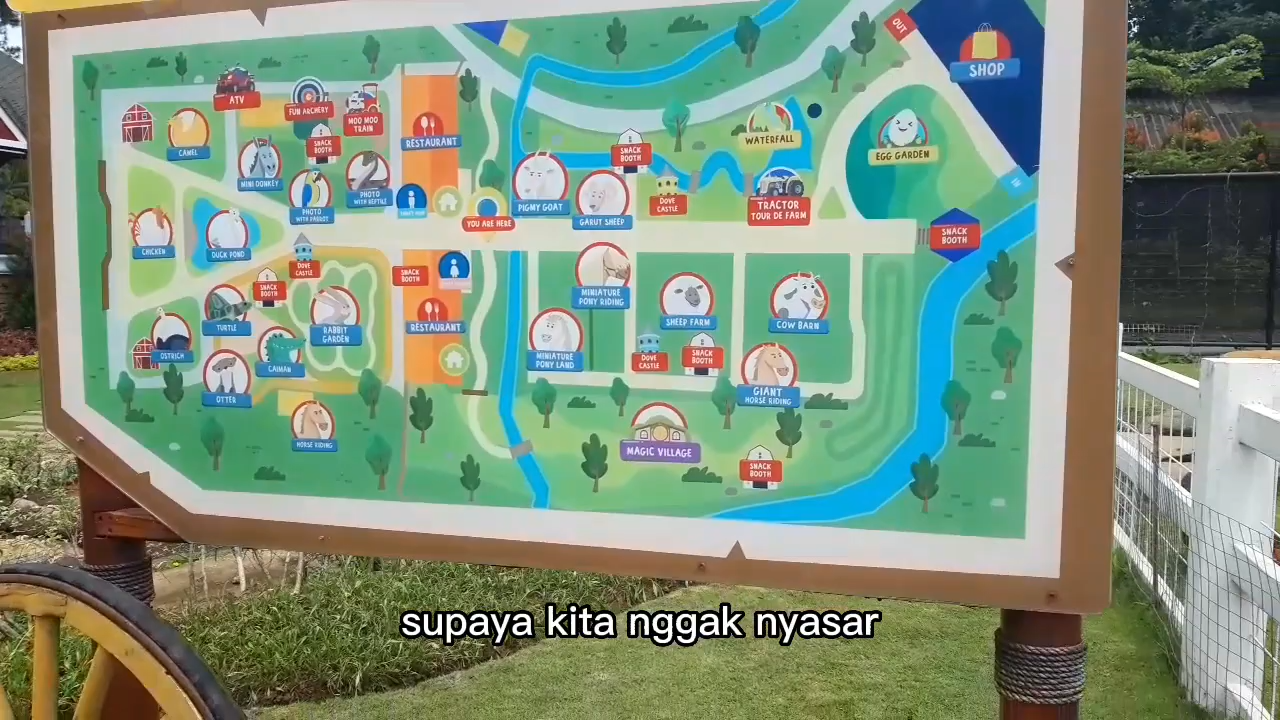 OUT
SHOP
ATV
FUN ARCHERY
MOO MOO
TRAIN
SNACK
BOOTH
RESTAURANT
CAMEL
MINI DONKEY
PHOTO
WITH PARROT
PHOTO
WITH REPTILE
SNACK
BOOTH
WATERFALL
EGG GARDEN
PIGMY GOAT
GARUT SHEEP
DOVE
CASTLE
TRACTOR
TOUR DE FARM
IN
YOU ARE HERE
SNACK
BOOTH
CHICKEN
DUCK POND
DOVE
CASTLE
SNACK
BOOTH
SNACK
BOOTH
TURTLE
RABBIT
GARDEN
RESTAURANT
MINIATURE
PONY RIDING
SHEEP FARM
COW BARN
OSTRICH
CAIMAN
OTTER
MINIATURE
PONY LAND
DOVE
CASTLE
SNACK
BOOTH
GIANT
HORSE RIDING
HORSE RIDING
MAGIC VILLAGE
SNACK
BOOTH
supaya kita nggak nyasar